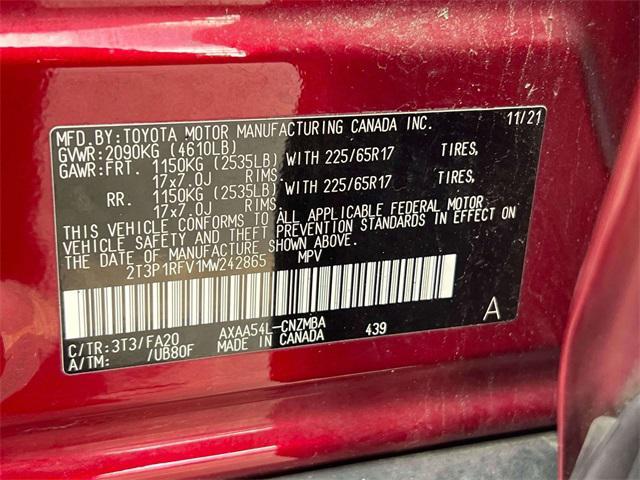 MFD.BY:TOYOTA MOTOR MANUFACTURING CANADA INC. 11/21
GVWR:2090KG (4610LB)
GAWR:FRT. 1150KG (2535LB) WITH 225/65R17 TIRES,
17x7.0J RIMS
RR. 1150KG (2535LB) WITH 225/65R17 TIRES,
17x7.0J RIMS
THIS VEHICLE CONFORMS TO ALL APPLICABLE FEDERAL MOTOR
VEHICLE SAFETY AND THEFT PREVENTION STANDARDS IN EFFECT ON
THE DATE OF MANUFACTURE SHOWN ABOVE.
2T3P1RFV1MW242865 MPV
A
C/TR:3T3/FA20 AXAA54L-CNZMBA 439
A/TM: /UB80F MADE IN CANADA